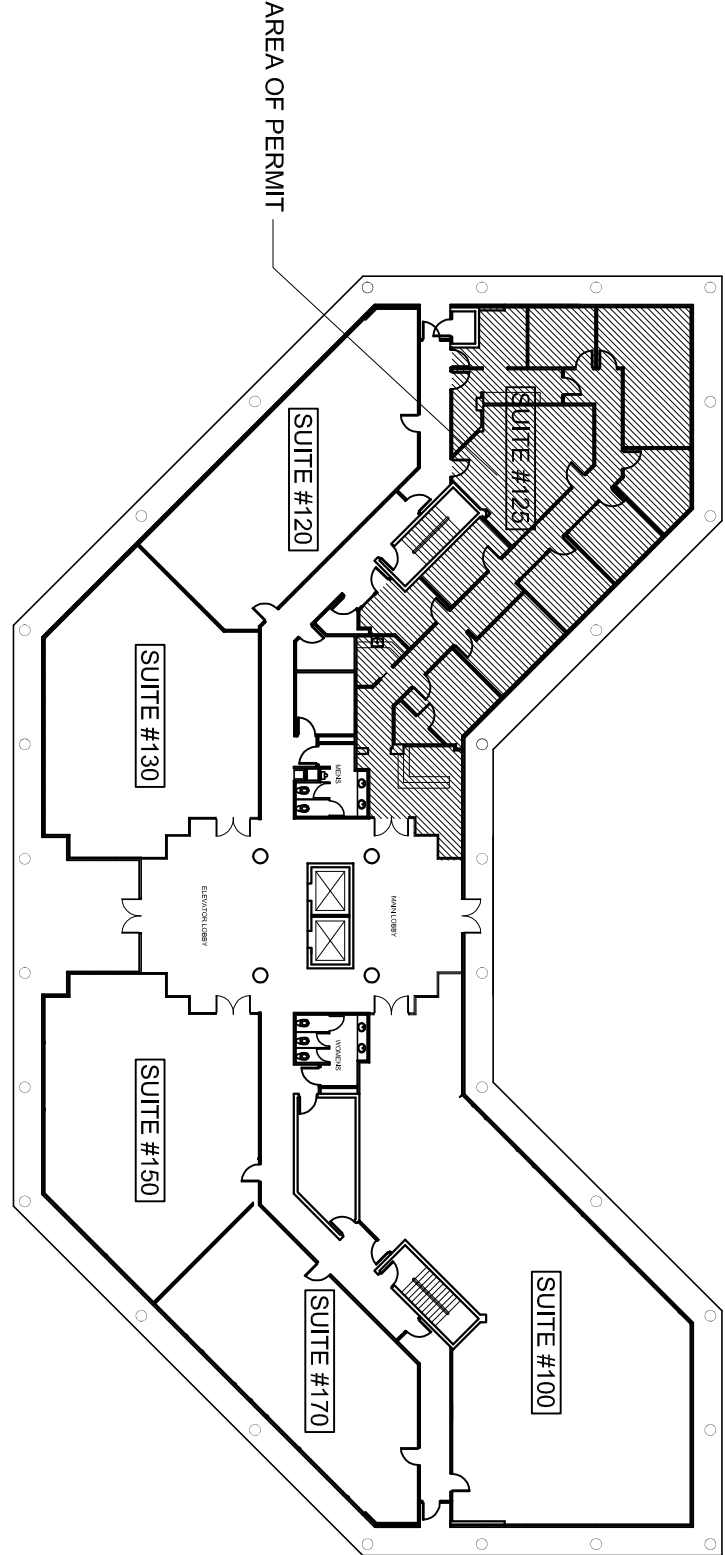 AREA OF PERMIT
SUITE #125
SUITE #120
SUITE #130
MENS
ELEVATOR LOBBY
MAIN LOBBY
WOMENS
SUITE #150
SUITE #100
SUITE #170